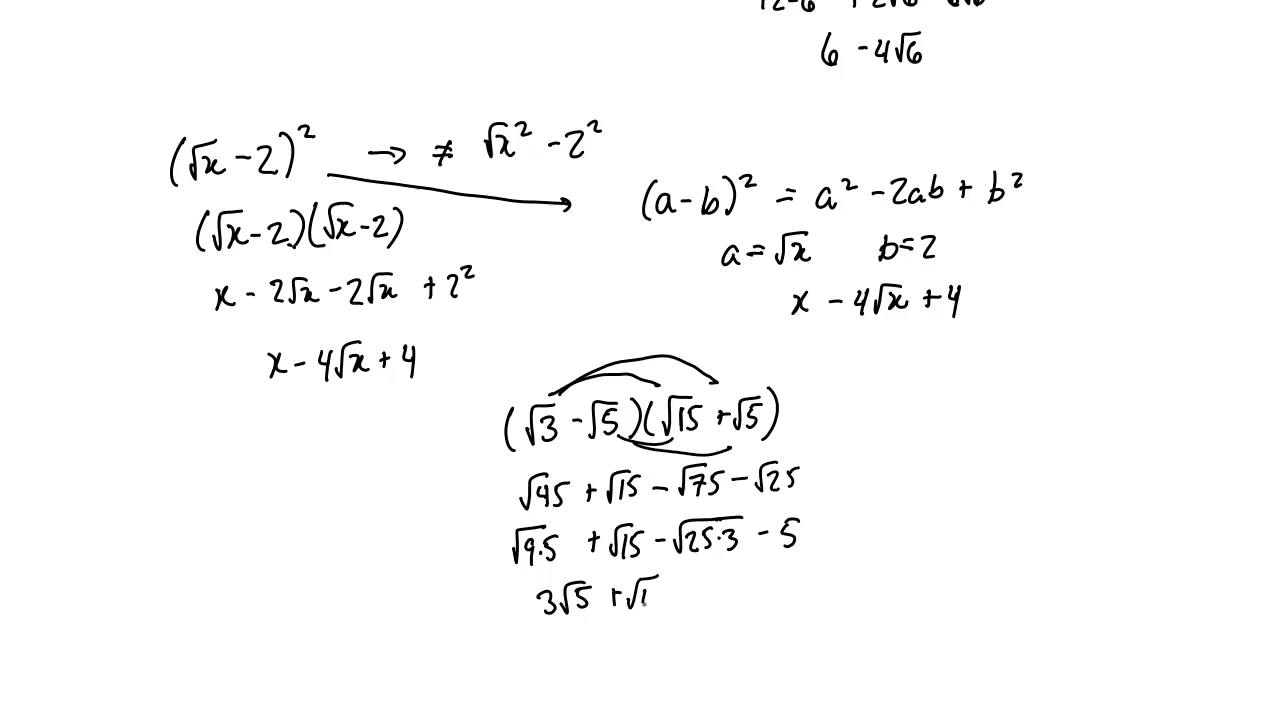 6 - 4√6
(√x - 2)² → ≠ √x² - 2²
(√x - 2)(√x - 2)
x - 2√x - 2√x + 2²
x - 4√x + 4
(a - b)² = a² - 2ab + b²
a = √x b = 2
x - 4√x + 4
(√3 - √5)(√15 + √5)
√45 + √15 - √75 - √25
√9·5 + √15 - √25·3 - 5
3√5 + √1